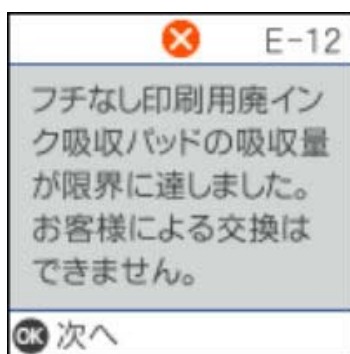 E-12
フチなし印刷用廃イン
ク吸収パッドの吸収量
が限界に達しました。
お客様による交換は
できません。
OK 次へ